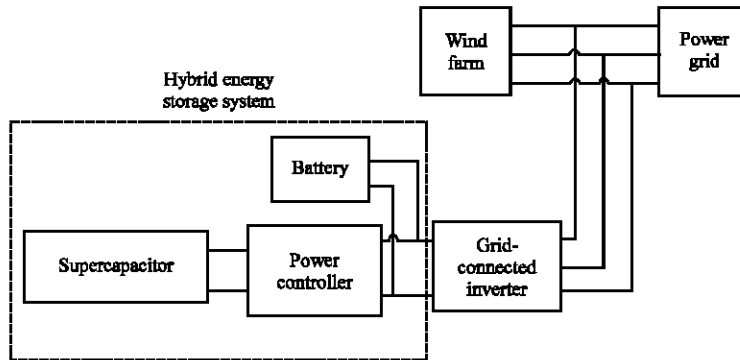 Wind
farm
Power
grid
Hybrid energy
storage system
Battery
Supercapacitor
Power
controller
Grid-
connected
inverter